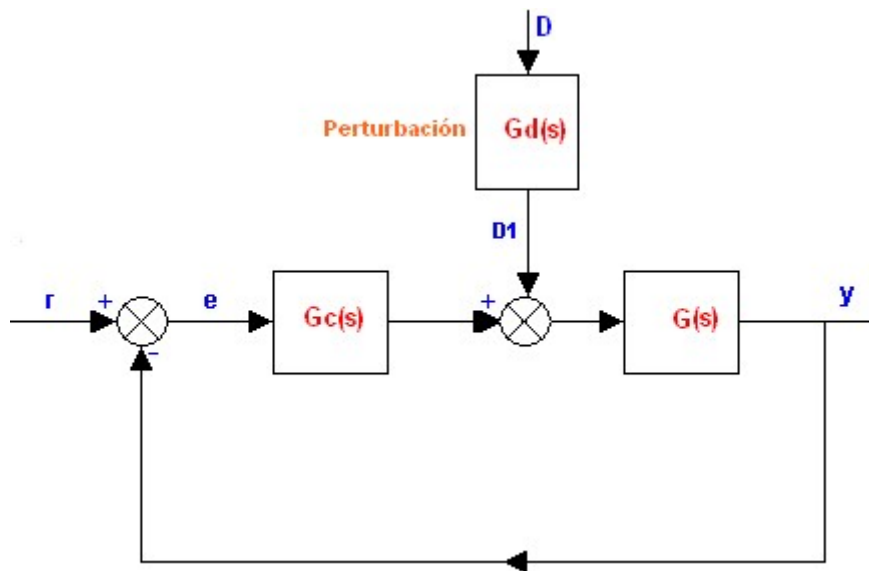 D
Perturbación
Gd(s)
D1
r
+
e
Gc(s)
+
G(s)
y
-